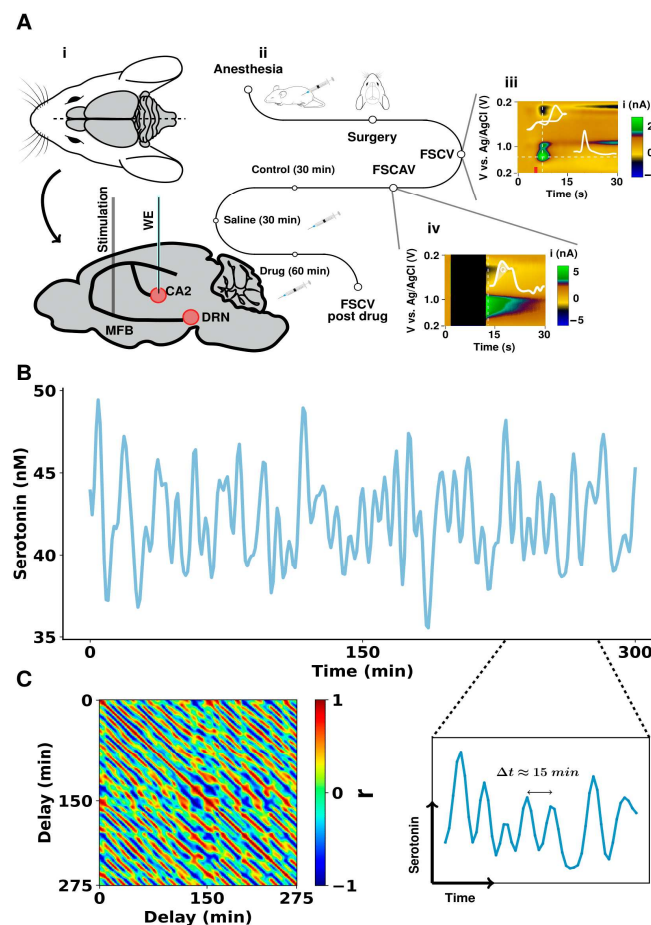 A
i
ii
iii
Anesthesia
Surgery
FSCV
FSCAV
Control (30 min)
Saline (30 min)
Drug (60 min)
FSCV
post drug
Stimulation
WE
CA2
DRN
MFB
i (nA)
V vs. Ag/AgCl (V)
0.2
1.0
0.2
0
15
30
Time (s)
2
0
iv
i (nA)
V vs. Ag/AgCl (V)
0.2
1.0
0.2
0
15
30
Time (s)
5
0
−5
B
Serotonin (nM)
50
45
40
35
0
150
300
Time (min)
C
Delay (min)
0
150
275
0
150
275
Delay (min)
1
0
−1
r
Δt ≈ 15 min
Serotonin
Time